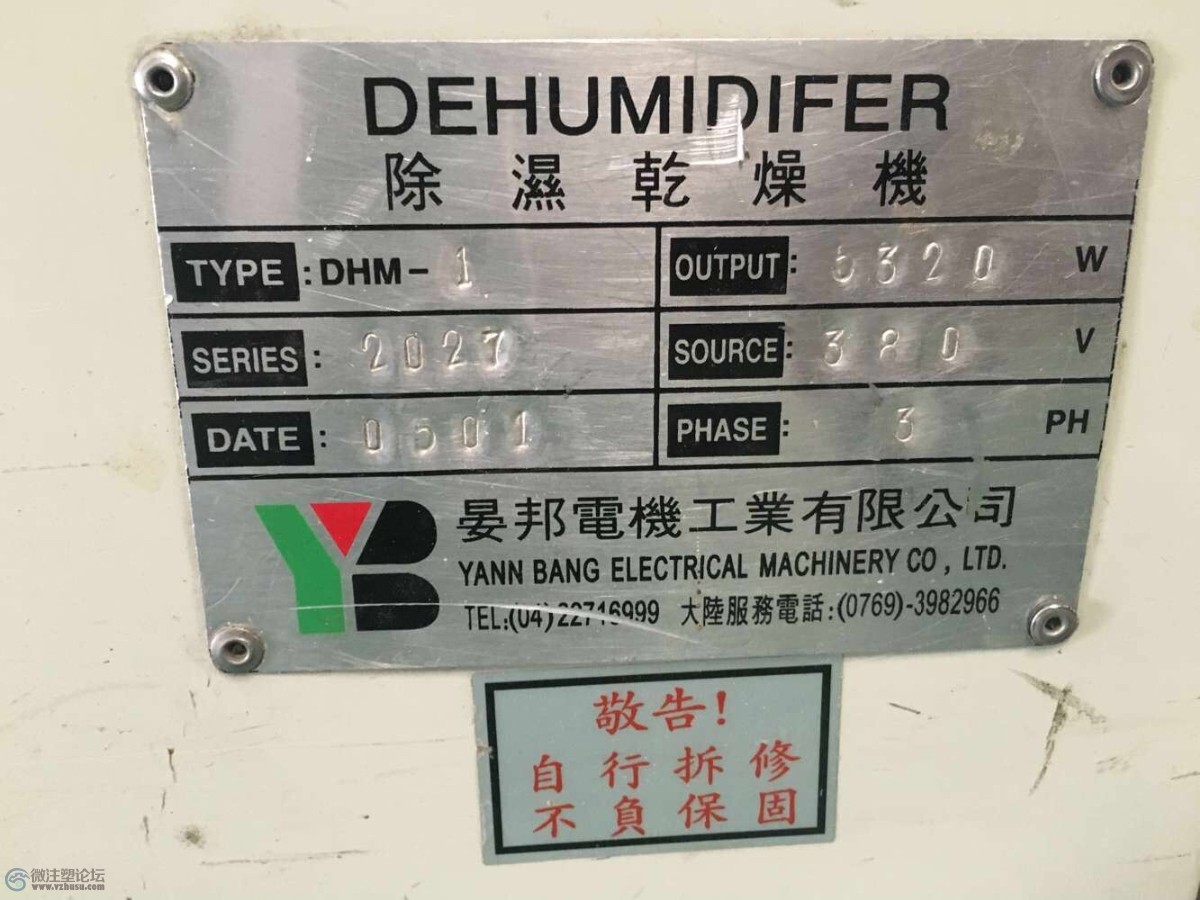 DEHUMIDIFER
除濕乾燥機
TYPE : DHM-1 OUTPUT : 5320 W
SERIES : 2027 SOURCE : 380 V
DATE : 0501 PHASE : 3 PH
YB 晏邦電機工業有限公司
YANN BANG ELECTRICAL MACHINERY CO , LTD.
TEL:(04)22716999 大陸服務電話:(0769)-3982966
敬告!
自行拆修
不負保固
微注塑论坛
www.vzhusu.com